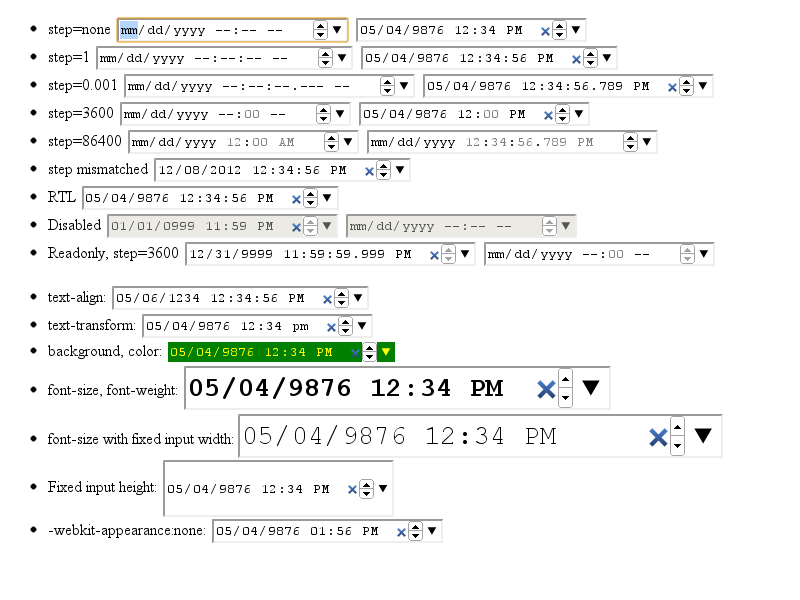 step=none mm/dd/yyyy --:-- -- 05/04/9876 12:34 PM
step=1 mm/dd/yyyy --:--:-- -- 05/04/9876 12:34:56 PM
step=0.001 mm/dd/yyyy --:--:--.--- -- 05/04/9876 12:34:56.789 PM
step=3600 mm/dd/yyyy --:00 -- 05/04/9876 12:00 PM
step=86400 mm/dd/yyyy 12:00 AM mm/dd/yyyy 12:34:56.789 PM
step mismatched 12/08/2012 12:34:56 PM
RTL 05/04/9876 12:34:56 PM
Disabled 01/01/0999 11:59 PM mm/dd/yyyy --:-- --
Readonly, step=3600 12/31/9999 11:59:59.999 PM mm/dd/yyyy --:00 --
text-align: 05/06/1234 12:34:56 PM
text-transform: 05/04/9876 12:34 pm
background, color: 05/04/9876 12:34 PM
font-size, font-weight: 05/04/9876 12:34 PM
font-size with fixed input width: 05/04/9876 12:34 PM
Fixed input height: 05/04/9876 12:34 PM
-webkit-appearance:none: 05/04/9876 01:56 PM